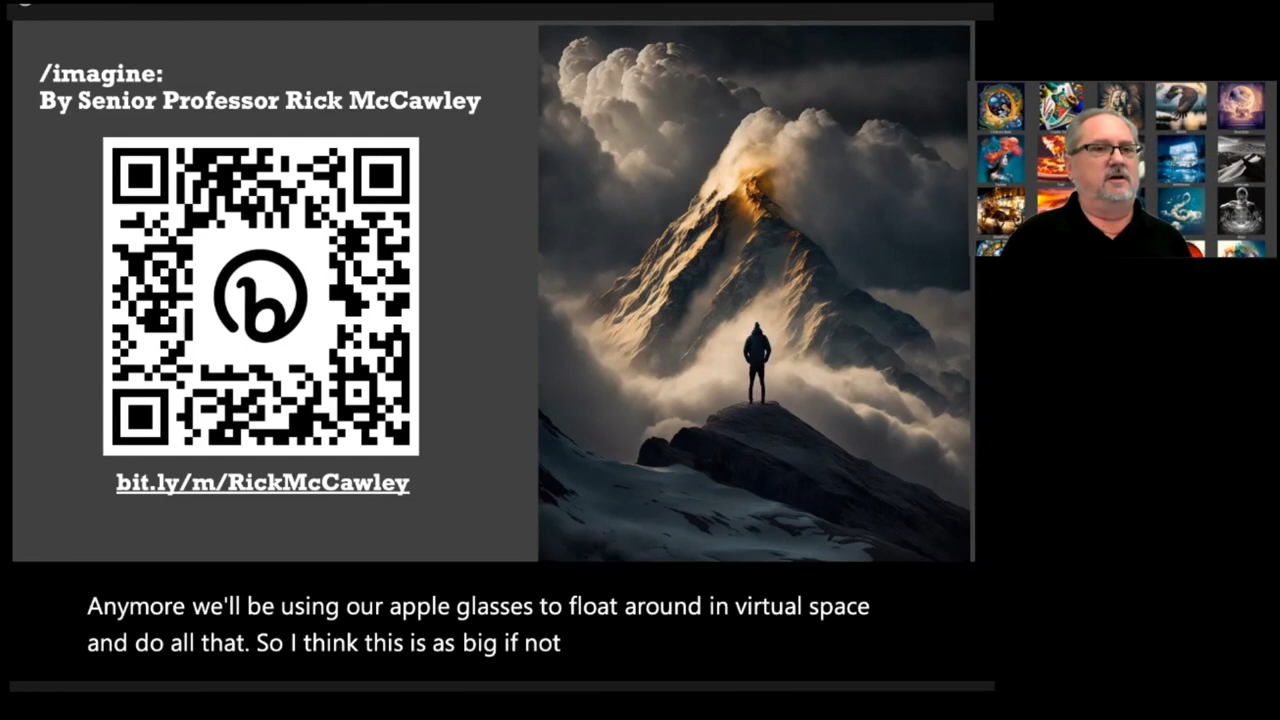 /imagine:
By Senior Professor Rick McCawley
bit.ly/m/RickMcCawley
Anymore we'll be using our apple glasses to float around in virtual space
and do all that. So I think this is as big if not